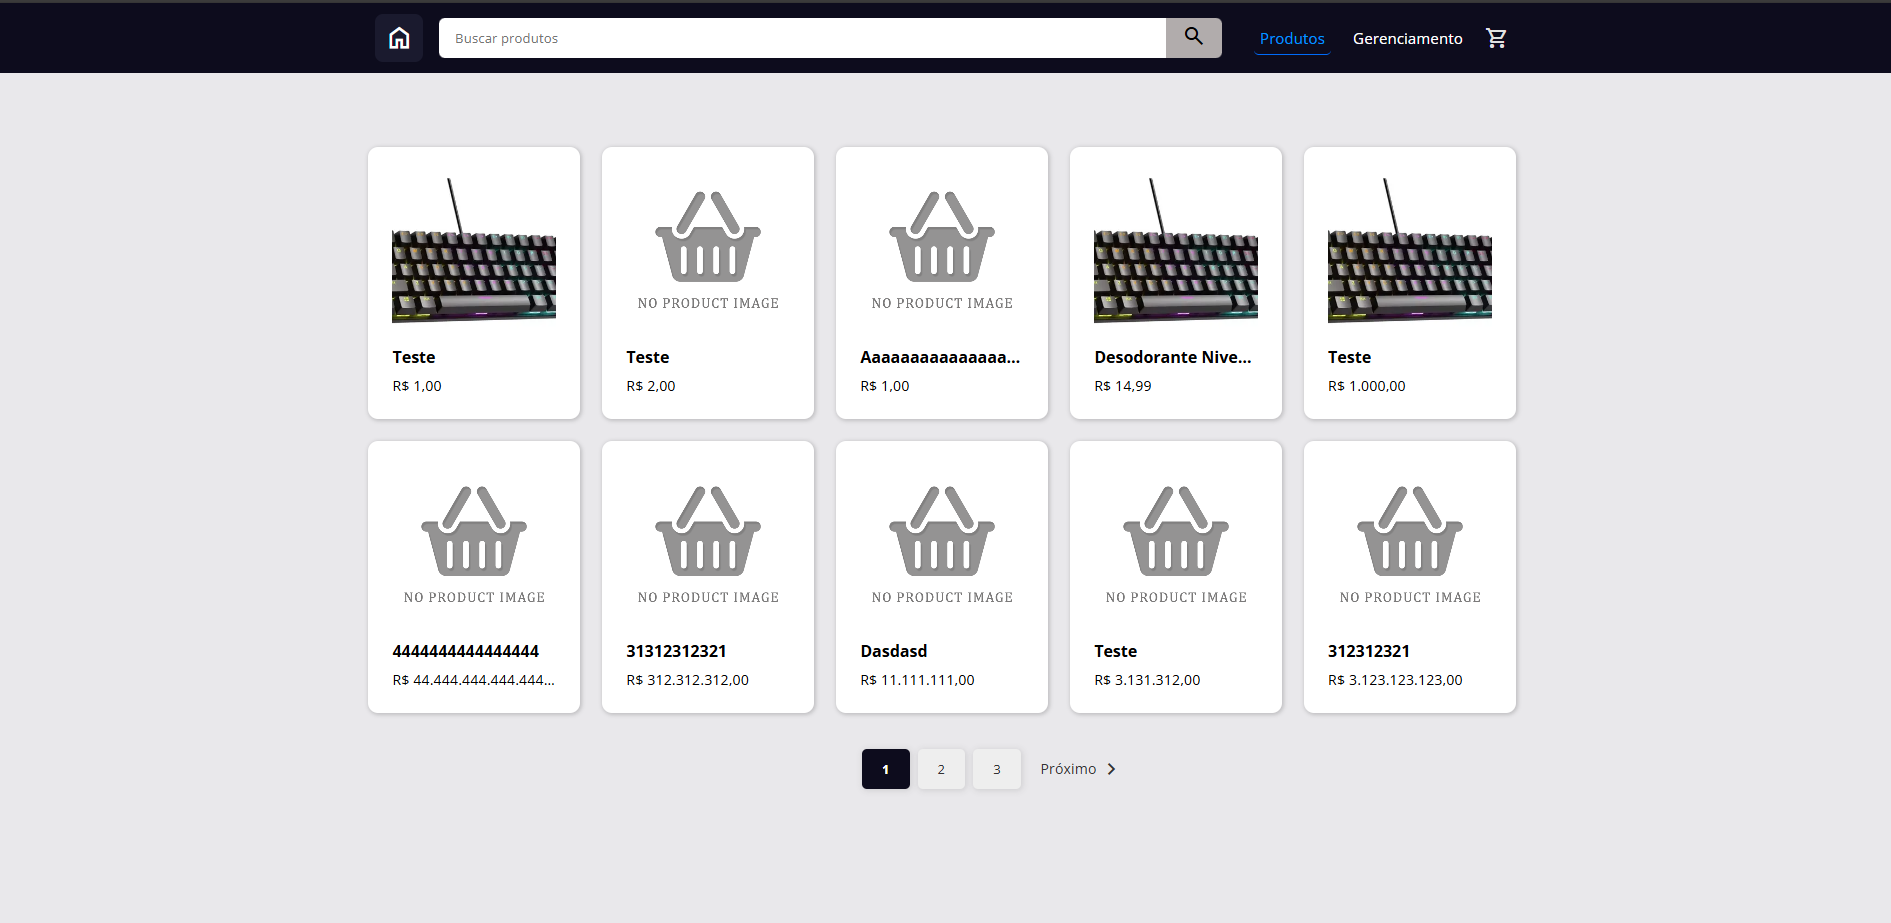 Buscar produtos
Produtos
Gerenciamento
NO PRODUCT IMAGE
NO PRODUCT IMAGE
Teste
R$ 1,00
Teste
R$ 2,00
Aaaaaaaaaaaaaaa...
R$ 1,00
Desodorante Nive...
R$ 14,99
Teste
R$ 1.000,00
NO PRODUCT IMAGE
NO PRODUCT IMAGE
NO PRODUCT IMAGE
NO PRODUCT IMAGE
NO PRODUCT IMAGE
4444444444444444
R$ 44.444.444.444.444...
31312312321
R$ 312.312.312,00
Dasdasd
R$ 11.111.111,00
Teste
R$ 3.131.312,00
312312321
R$ 3.123.123.123,00
1
2
3
Próximo